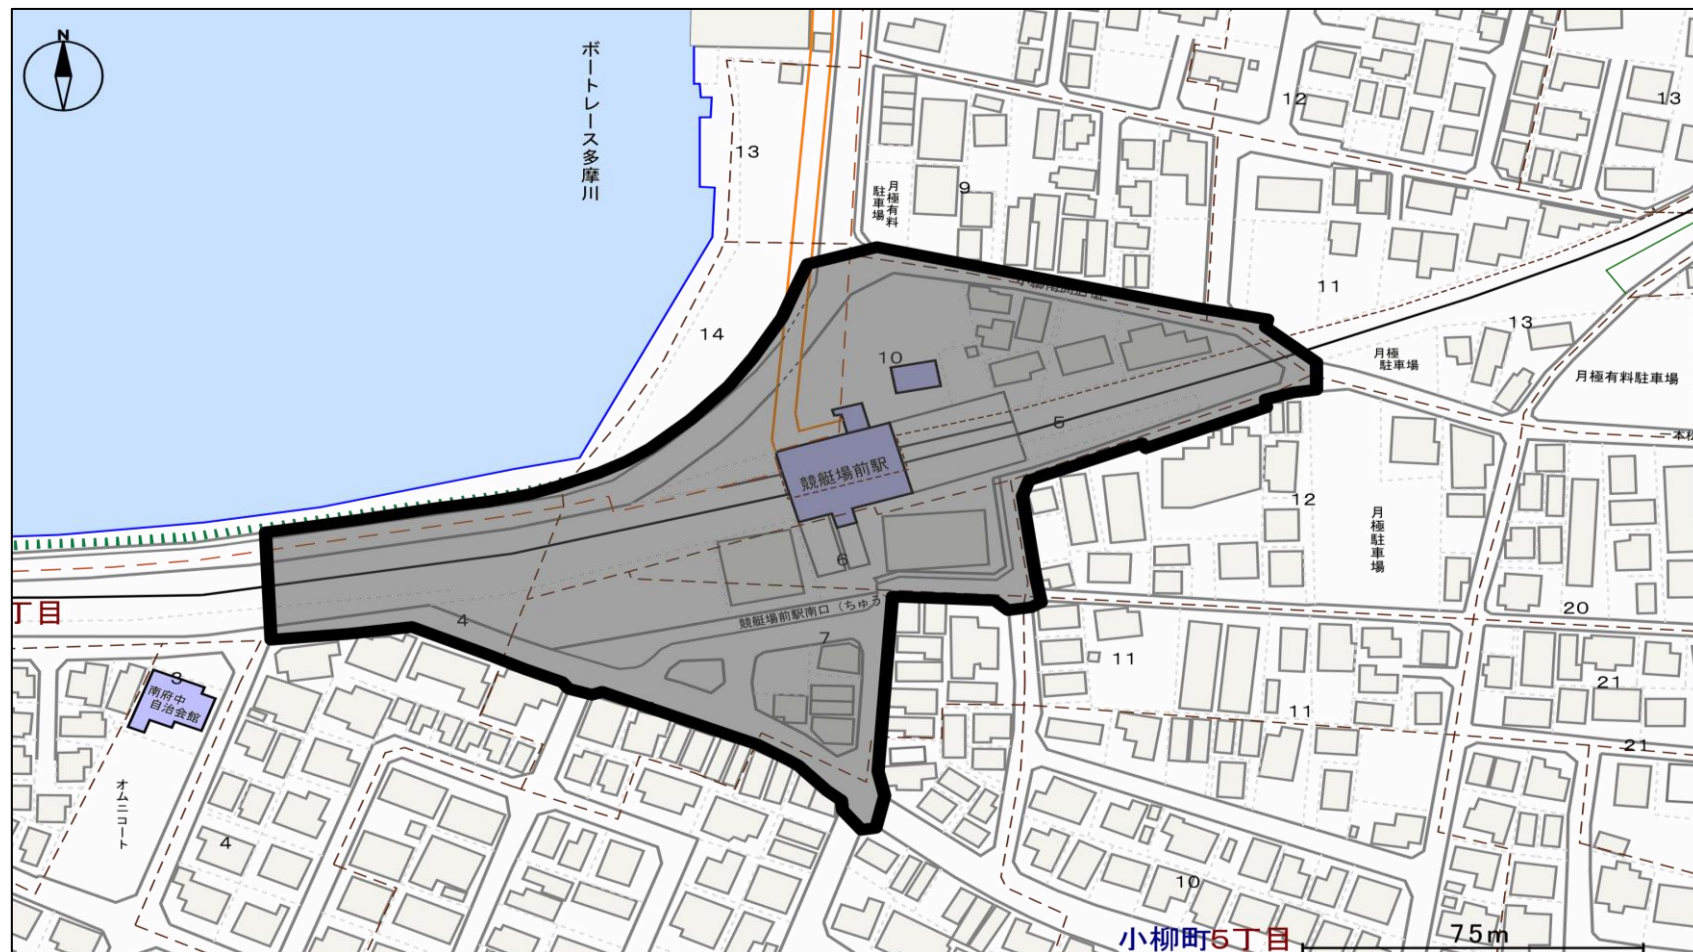 N
ボートレース多摩川
13
12
13
9
月極有料
駐車場
11
14
13
10
月極
駐車場
月極有料駐車場
5
競艇場前駅
一本松
12
月極駐車場
6
20
丁目
4
競艇場前駅南口（ちゅう
7
3
南府中
自治会館
11
21
11
21
オムニコート
4
10
小柳町5丁目
75m